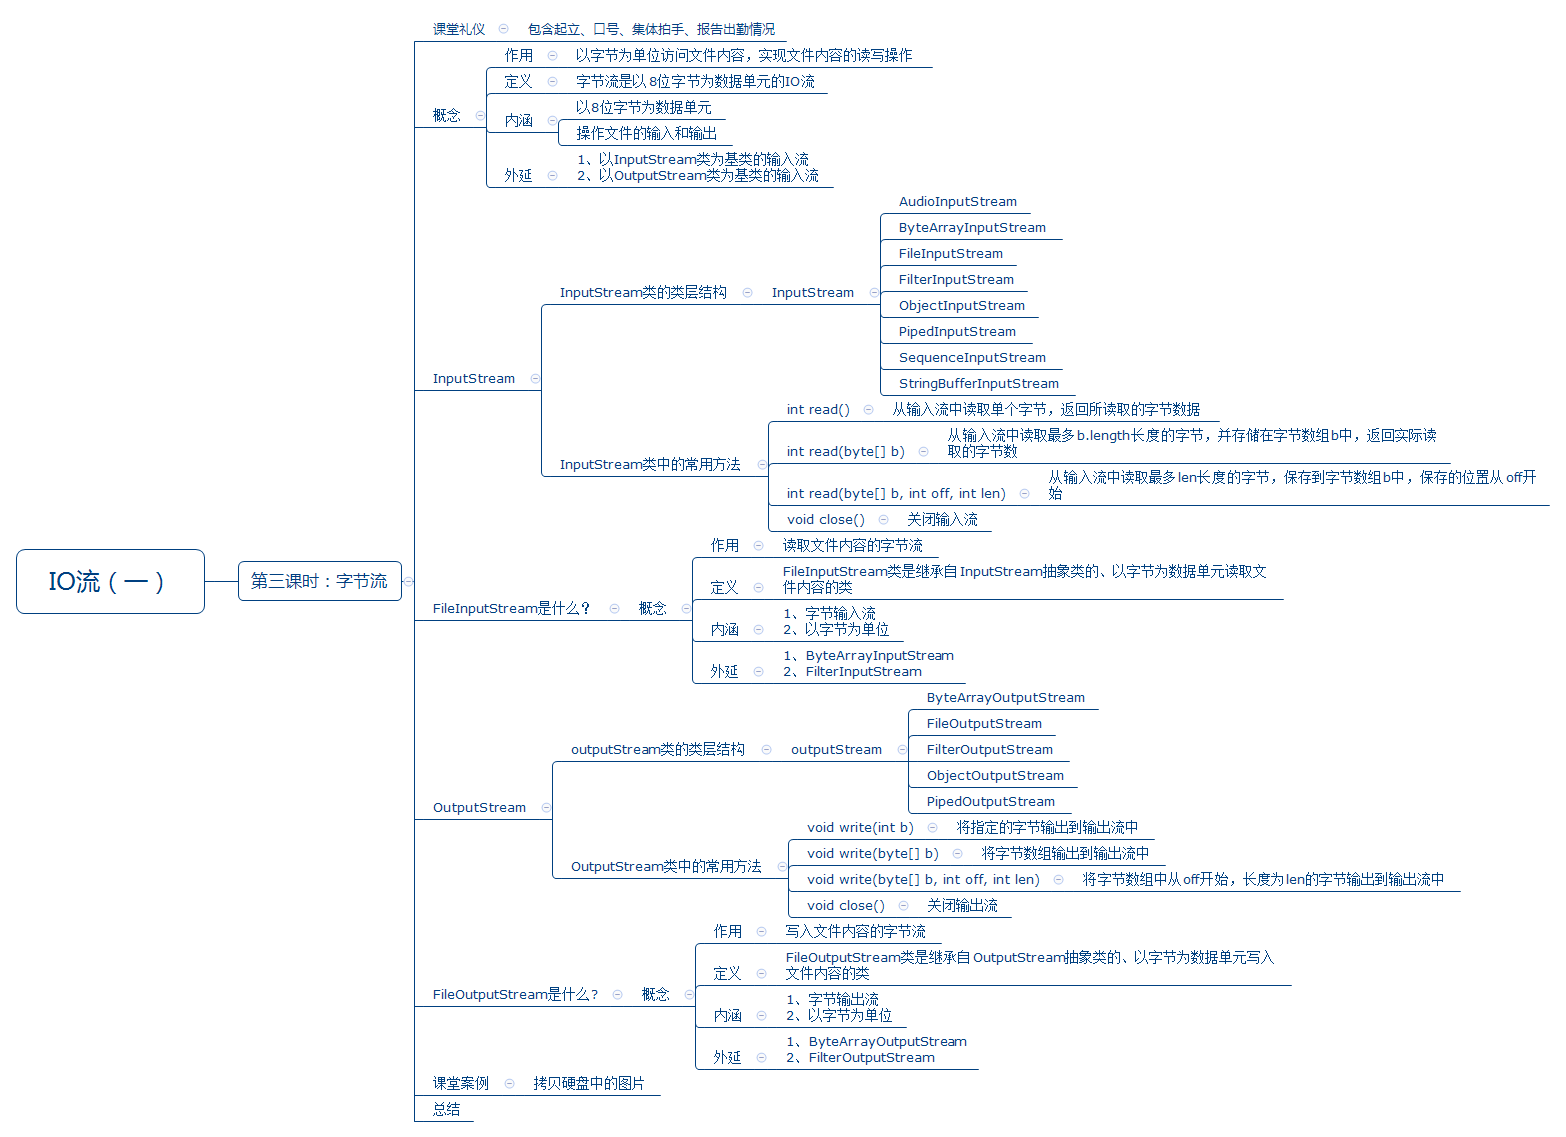 IO流（一）
第三课时：字节流
课堂礼仪
包含起立、口号、集体拍手、报告出勤情况
概念
作用
以字节为单位访问文件内容，实现文件内容的读写操作
定义
字节流是以8位字节为数据单元的IO流
内涵
以8位字节为数据单元
操作文件的输入和输出
外延
1、以InputStream类为基类的输入流
2、以OutputStream类为基类的输入流
InputStream
InputStream类的类层结构
InputStream
AudioInputStream
ByteArrayInputStream
FileInputStream
FilterInputStream
ObjectInputStream
PipedInputStream
SequenceInputStream
StringBufferInputStream
InputStream类中的常用方法
int read()
从输入流中读取单个字节，返回所读取的字节数据
int read(byte[] b)
从输入流中读取最多b.length长度的字节，并存储在字节数组b中，返回实际读
取的字节数
int read(byte[] b, int off, int len)
从输入流中读取最多len长度的字节，保存到字节数组b中，保存的位置从off开
始
void close()
关闭输入流
FileInputStream是什么？
概念
作用
读取文件内容的字节流
定义
FileInputStream类是继承自InputStream抽象类的、以字节为数据单元读取文
件内容的类
内涵
1、字节输入流
2、以字节为单位
外延
1、ByteArrayInputStream
2、FilterInputStream
OutputStream
outputStream类的类层结构
outputStream
ByteArrayOutputStream
FileOutputStream
FilterOutputStream
ObjectOutputStream
PipedOutputStream
OutputStream类中的常用方法
void write(int b)
将指定的字节输出到输出流中
void write(byte[] b)
将字节数组输出到输出流中
void write(byte[] b, int off, int len)
将字节数组中从off开始，长度为len的字节输出到输出流中
void close()
关闭输出流
FileOutputStream是什么?
概念
作用
写入文件内容的字节流
定义
FileOutputStream类是继承自OutputStream抽象类的、以字节为数据单元写入
文件内容的类
内涵
1、字节输出流
2、以字节为单位
外延
1、ByteArrayOutputStream
2、FilterOutputStream
课堂案例
拷贝硬盘中的图片
总结